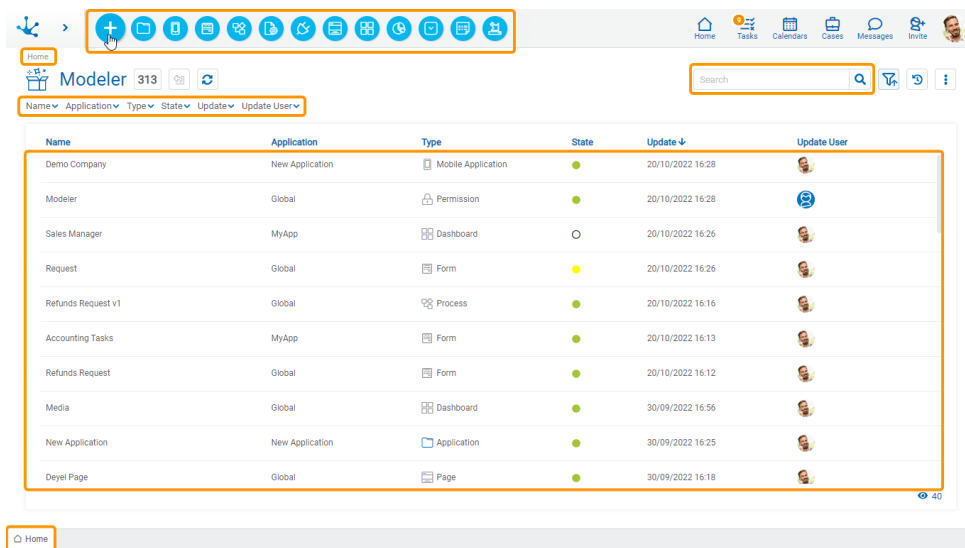 9
Home Tasks Calendars Cases Messages Invite
Home
Modeler 313
Search
Name Application Type State Update Update User
Name Application Type State Update Update User
Demo Company New Application Mobile Application 20/10/2022 16:28
Modeler Global Permission 20/10/2022 16:28
Sales Manager MyApp Dashboard 20/10/2022 16:26
Request Global Form 20/10/2022 16:26
Refunds Request v1 Global Process 20/10/2022 16:16
Accounting Tasks MyApp Form 20/10/2022 16:13
Refunds Request Global Form 20/10/2022 16:12
Media Global Dashboard 30/09/2022 16:56
New Application New Application Application 30/09/2022 16:25
Deyel Page Global Page 30/09/2022 16:18
40
Home